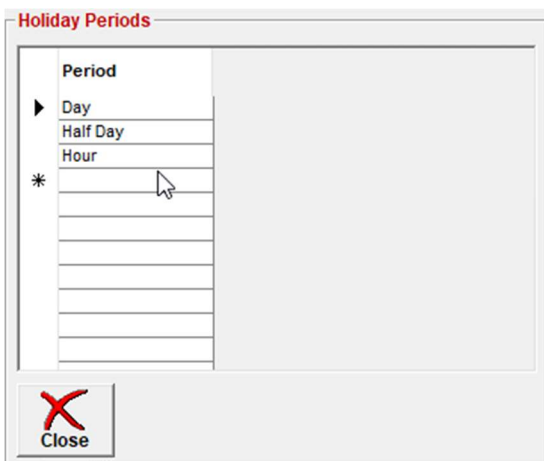 Holiday Periods
Period
Day
Half Day
Hour
Close